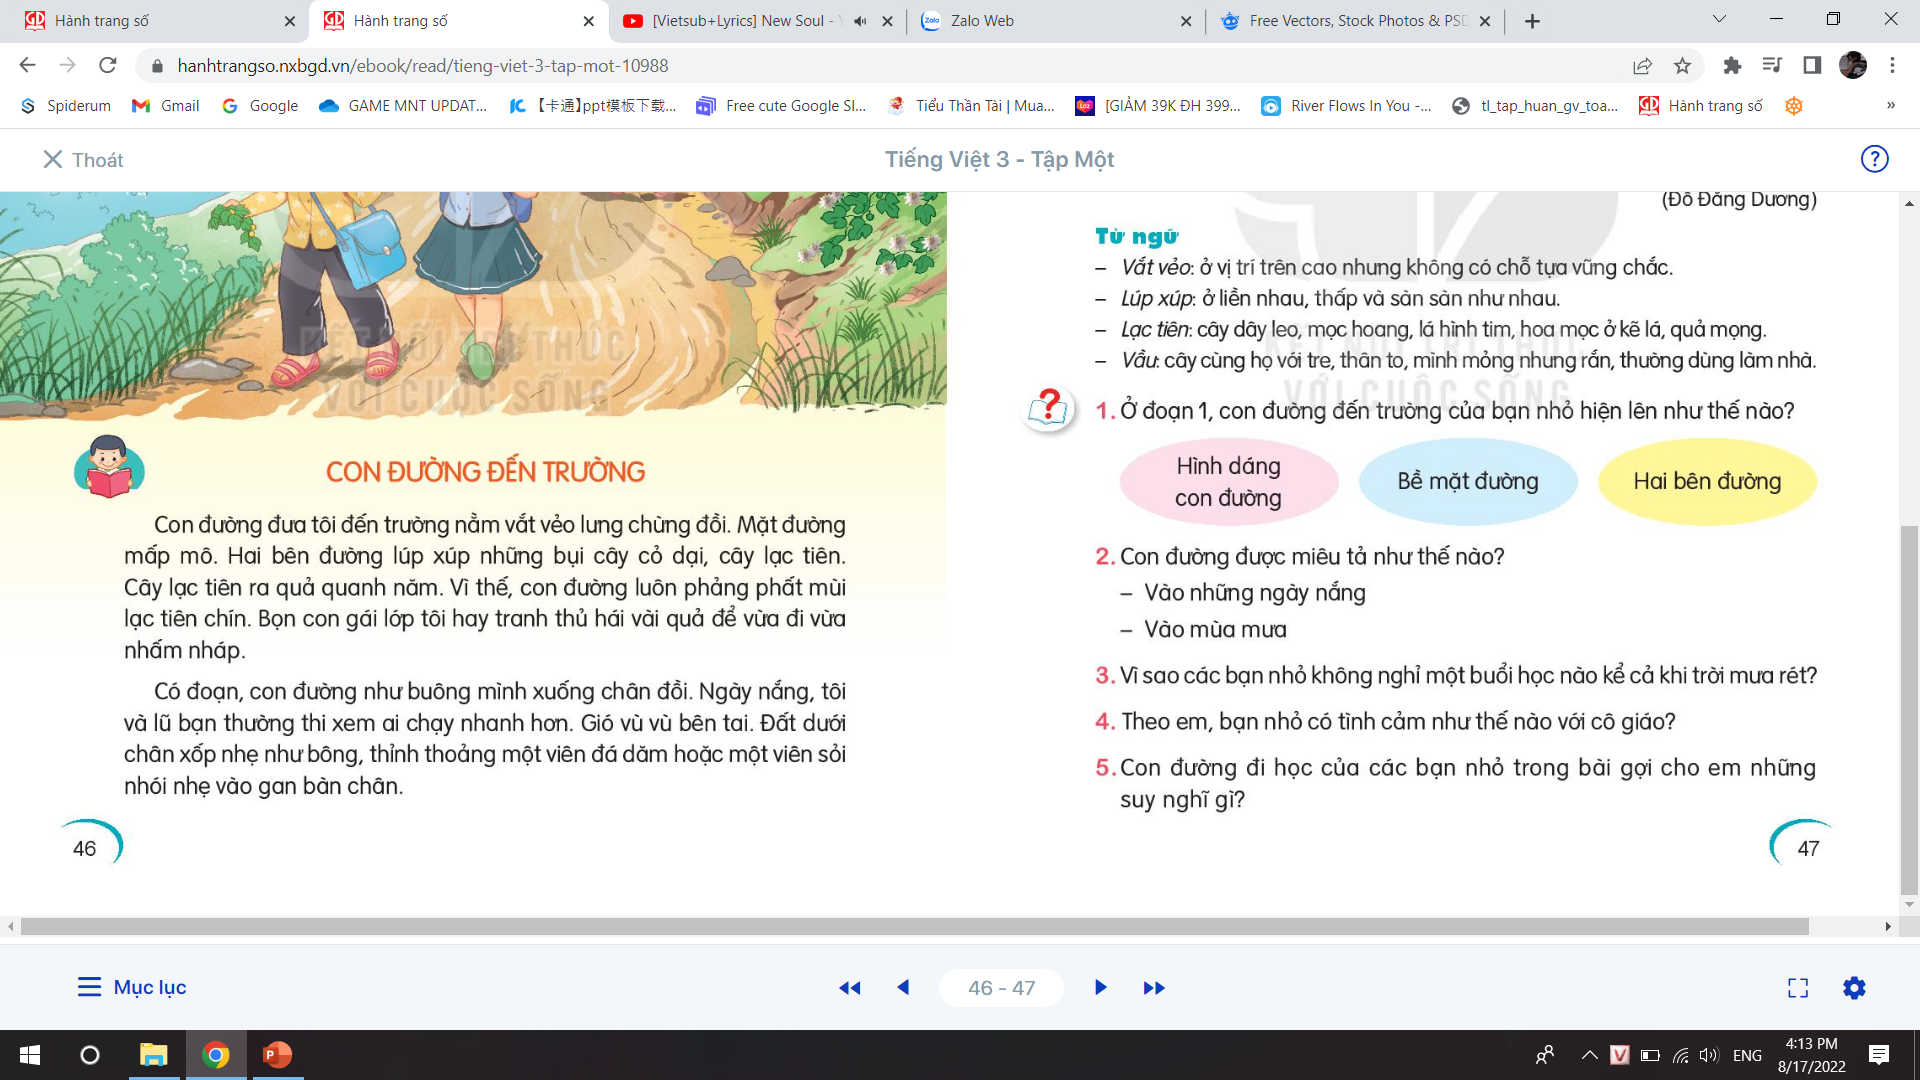 Hành trang số
Hành trang số
[Vietsub+Lyrics] New Soul -
Zalo Web
Free Vectors, Stock Photos & PSD
hanhtrangso.nxbgd.vn/ebook/read/tieng-viet-3-tap-mot-10988
Spiderum
Gmail
Google
GAME MNT UPDAT...
【卡通】ppt模板下载...
Free cute Google Sl...
Tiểu Thần Tài | Mua...
[GIẢM 39K ĐH 399...
River Flows In You -...
tl_tap_huan_gv_toa...
Hành trang số
»
Thoát
Tiếng Việt 3 - Tập Một
?
KẾT NỐI TRI THỨC
VỚI CUỘC SỐNG
CON ĐƯỜNG ĐẾN TRƯỜNG
Con đường đưa tôi đến trường nằm vắt vẻo lưng chừng đồi. Mặt đường
mấp mô. Hai bên đường lúp xúp những bụi cây cỏ dại, cây lạc tiên.
Cây lạc tiên ra quả quanh năm. Vì thế, con đường luôn phảng phất mùi
lạc tiên chín. Bọn con gái lớp tôi hay tranh thủ hái vài quả để vừa đi vừa
nhấm nháp.
Có đoạn, con đường như buông mình xuống chân đồi. Ngày nắng, tôi
và lũ bạn thường thi xem ai chạy nhanh hơn. Gió vù vù bên tai. Đất dưới
chân xốp nhẹ như bông, thỉnh thoảng một viên đá dăm hoặc một viên sỏi
nhói nhẹ vào gan bàn chân.
46
(Đỗ Đăng Dương)
Từ ngữ
– Vắt vẻo: ở vị trí trên cao nhưng không có chỗ tựa vững chắc.
– Lúp xúp: ở liền nhau, thấp và sàn sàn như nhau.
– Lạc tiên: cây dây leo, mọc hoang, lá hình tim, hoa mọc ở kẽ lá, quả mọng.
– Vầu: cây cùng họ với tre, thân to, mình mỏng nhưng rắn, thường dùng làm nhà.
KẾT NỐI TRI THỨC
VỚI CUỘC SỐNG
?
1. Ở đoạn 1, con đường đến trường của bạn nhỏ hiện lên như thế nào?
Hình dáng
con đường
Bề mặt đường
Hai bên đường
2. Con đường được miêu tả như thế nào?
– Vào những ngày nắng
– Vào mùa mưa
3. Vì sao các bạn nhỏ không nghỉ một buổi học nào kể cả khi trời mưa rét?
4. Theo em, bạn nhỏ có tình cảm như thế nào với cô giáo?
5. Con đường đi học của các bạn nhỏ trong bài gợi cho em những
suy nghĩ gì?
47
Mục lục
46 - 47
ENG
4:13 PM
8/17/2022